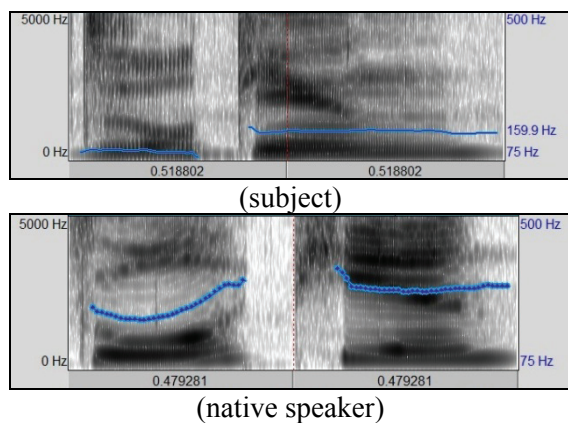 5000 Hz 500 Hz
159.9 Hz
0 Hz 75 Hz
0.518802 0.518802
(subject)
5000 Hz 500 Hz
0 Hz 75 Hz
0.479281 0.479281
(native speaker)